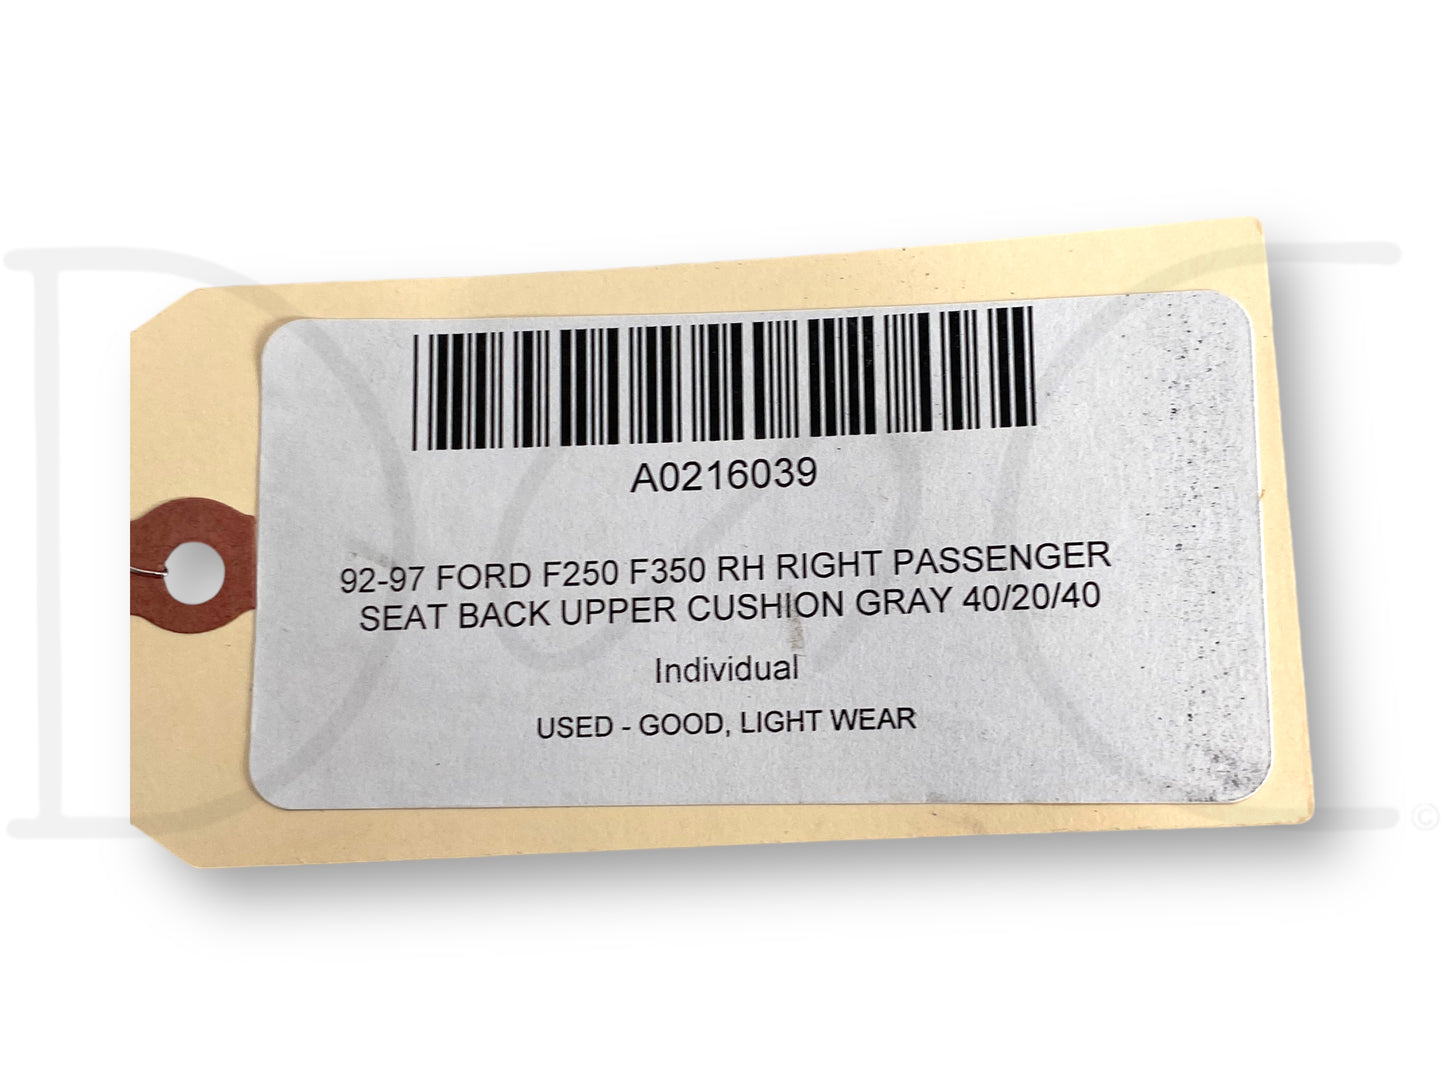 A0216039
92-97 FORD F250 F350 RH RIGHT PASSENGER
SEAT BACK UPPER CUSHION GRAY 40/20/40
Individual
USED - GOOD, LIGHT WEAR
©